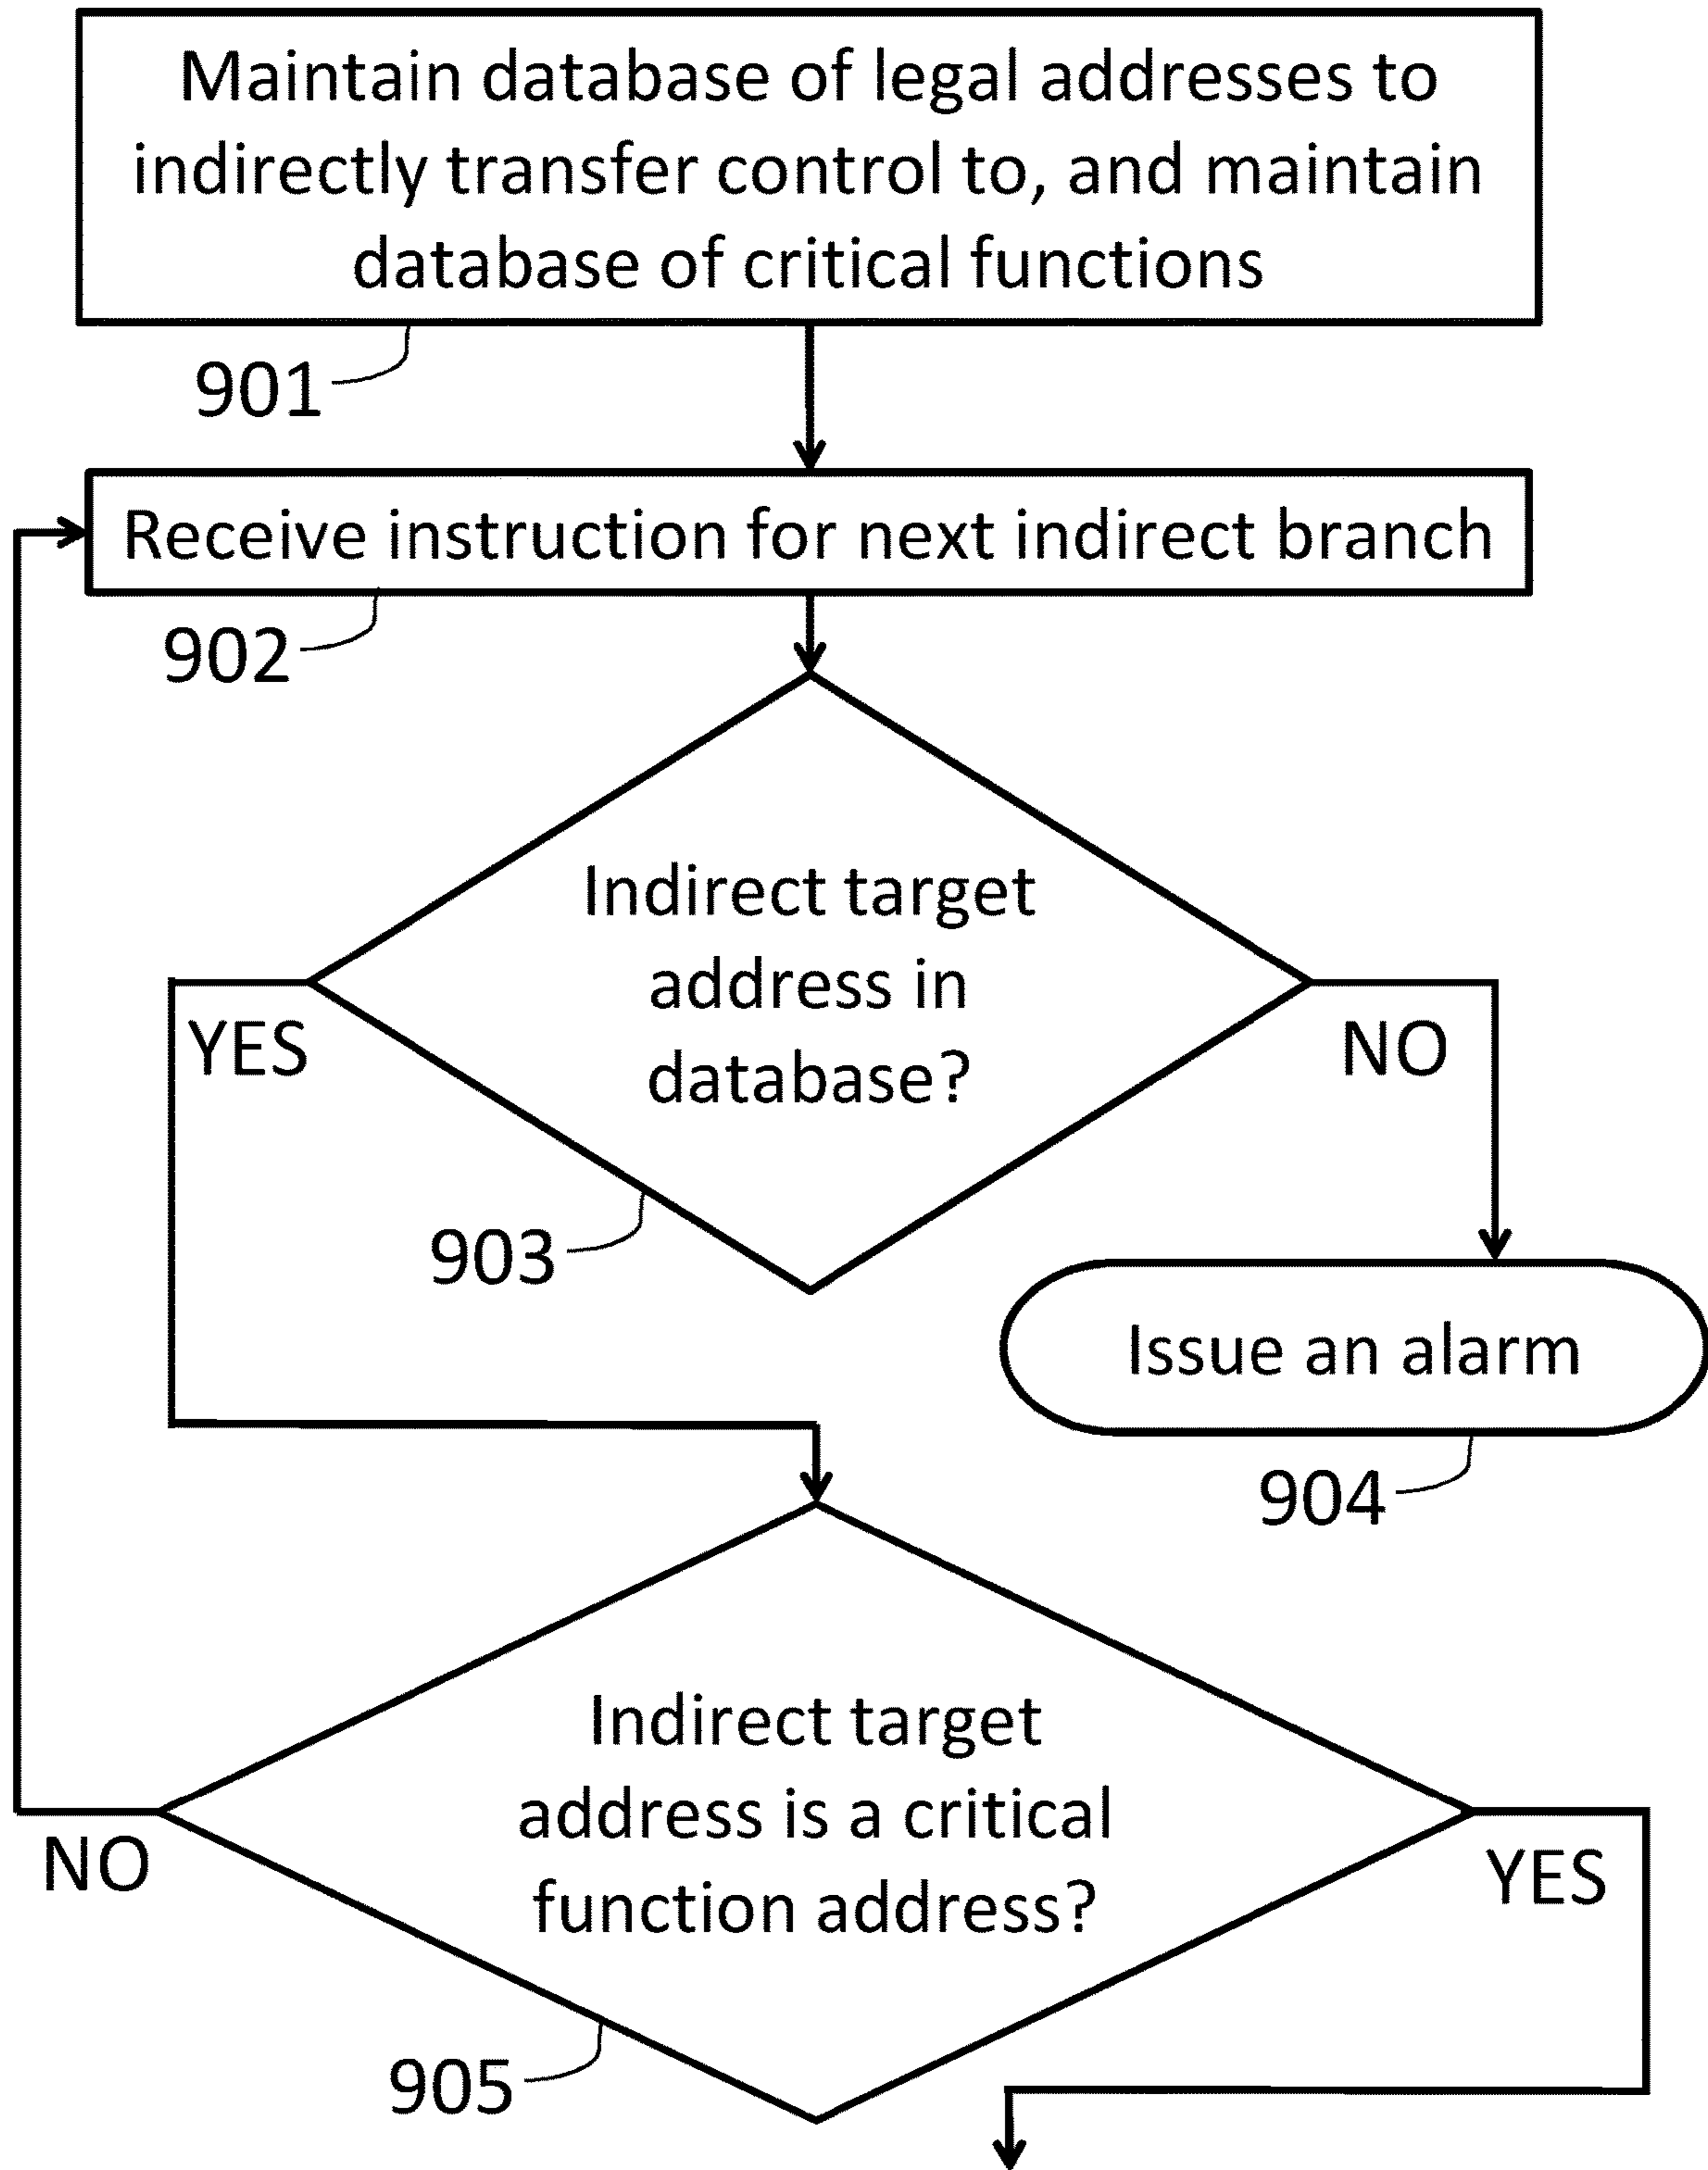 Maintain database of legal addresses to
indirectly transfer control to, and maintain
database of critical functions
901
Receive instruction for next indirect branch
902
Indirect target
address in
database?
YES
NO
903
Issue an alarm
904
Indirect target
address is a critical
function address?
NO
YES
905